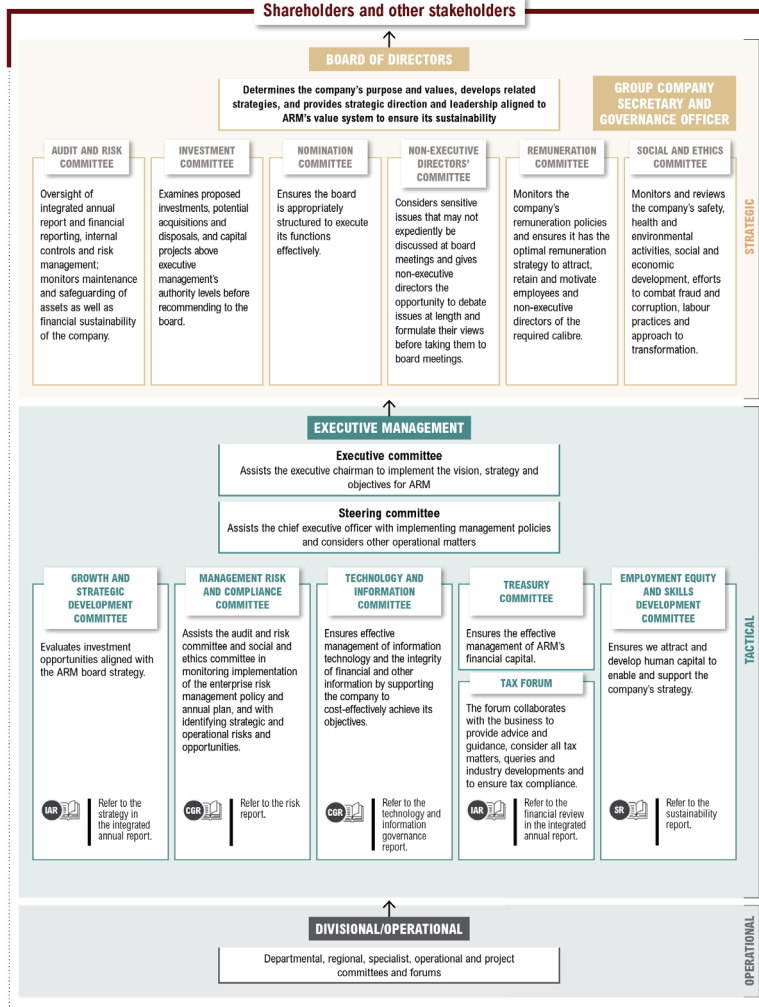 Shareholders and other stakeholders
BOARD OF DIRECTORS
Determines the company's purpose and values, develops related
strategies, and provides strategic direction and leadership aligned to
ARM's value system to ensure its sustainability
GROUP COMPANY
SECRETARY AND
GOVERNANCE OFFICER
AUDIT AND RISK
COMMITTEE
Oversight of
integrated annual
report and financial
reporting, internal
controls and risk
management;
monitors maintenance
and safeguarding of
assets as well as
financial sustainability
of the company.
INVESTMENT
COMMITTEE
Examines proposed
investments, potential
acquisitions and
disposals, and capital
projects above
executive
management's
authority levels before
recommending to the
board.
NOMINATION
COMMITTEE
Ensures the board
is appropriately
structured to execute
its functions
effectively.
NON-EXECUTIVE
DIRECTORS'
COMMITTEE
Considers sensitive
issues that may not
expediently be
discussed at board
meetings and gives
non-executive
directors the
opportunity to debate
issues at length and
formulate their views
before taking them to
board meetings.
REMUNERATION
COMMITTEE
Monitors the
company's
remuneration policies
and ensures it has the
optimal remuneration
strategy to attract,
retain and motivate
employees and
non-executive
directors of the
required calibre.
SOCIAL AND ETHICS
COMMITTEE
Monitors and reviews
the company's safety,
health and
environmental
activities, social and
economic
development, efforts
to combat fraud and
corruption, labour
practices and
approach to
transformation.
STRATEGIC
EXECUTIVE MANAGEMENT
Executive committee
Assists the executive chairman to implement the vision, strategy and
objectives for ARM
Steering committee
Assists the chief executive officer with implementing management policies
and considers other operational matters
GROWTH AND
STRATEGIC
DEVELOPMENT
COMMITTEE
Evaluates investment
opportunities aligned with
the ARM board strategy.
IAR
Refer to the
strategy in
the integrated
annual report.
MANAGEMENT RISK
AND COMPLIANCE
COMMITTEE
Assists the audit and risk
committee and social and
ethics committee in
monitoring implementation
of the enterprise risk
management policy and
annual plan, and with
identifying strategic and
operational risks and
opportunities.
CGR
Refer to the risk
report.
TECHNOLOGY AND
INFORMATION
COMMITTEE
Ensures effective
management of information
technology and the integrity
of financial and other
information by supporting
the company to
cost-effectively achieve its
objectives.
CGR
Refer to the
technology and
information
governance
report.
TREASURY
COMMITTEE
Ensures the effective
management of ARM's
financial capital.
TAX FORUM
The forum collaborates
with the business to
provide advice and
guidance, consider all tax
matters, queries and
industry developments and
to ensure tax compliance.
IAR
Refer to the
financial review
in the integrated
annual report.
EMPLOYMENT EQUITY
AND SKILLS
DEVELOPMENT
COMMITTEE
Ensures we attract and
develop human capital to
enable and support the
company's strategy.
SR
Refer to the
sustainability
report.
TACTICAL
DIVISIONAL/OPERATIONAL
Departmental, regional, specialist, operational and project
committees and forums
OPERATIONAL